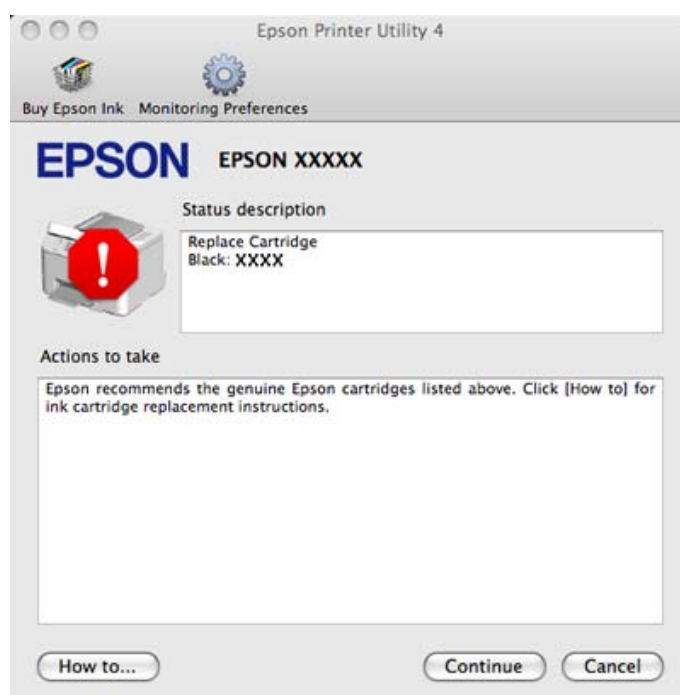 Epson Printer Utility 4
Buy Epson Ink Monitoring Preferences
EPSON EPSON XXXXX
Status description
Replace Cartridge
Black: XXXX
Actions to take
Epson recommends the genuine Epson cartridges listed above. Click [How to] for
ink cartridge replacement instructions.
How to... Continue Cancel